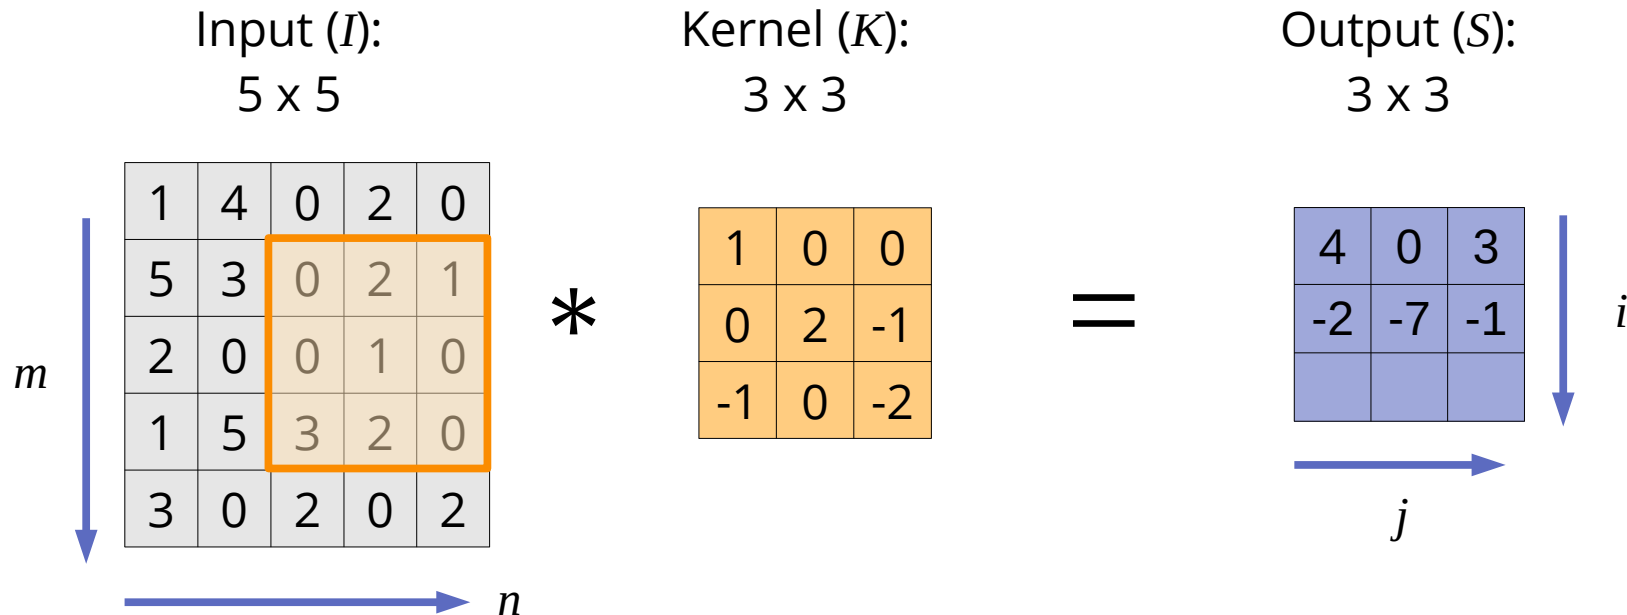 Input (I): Kernel (K): Output (S):
5 x 5 3 x 3 3 x 3
1 4 0 2 0
5 3 0 2 1
2 0 0 1 0
1 5 3 2 0
3 0 2 0 2
m
n
*
1 0 0
0 2 -1
-1 0 -2
=
4 0 3
-2 -7 -1
i
j